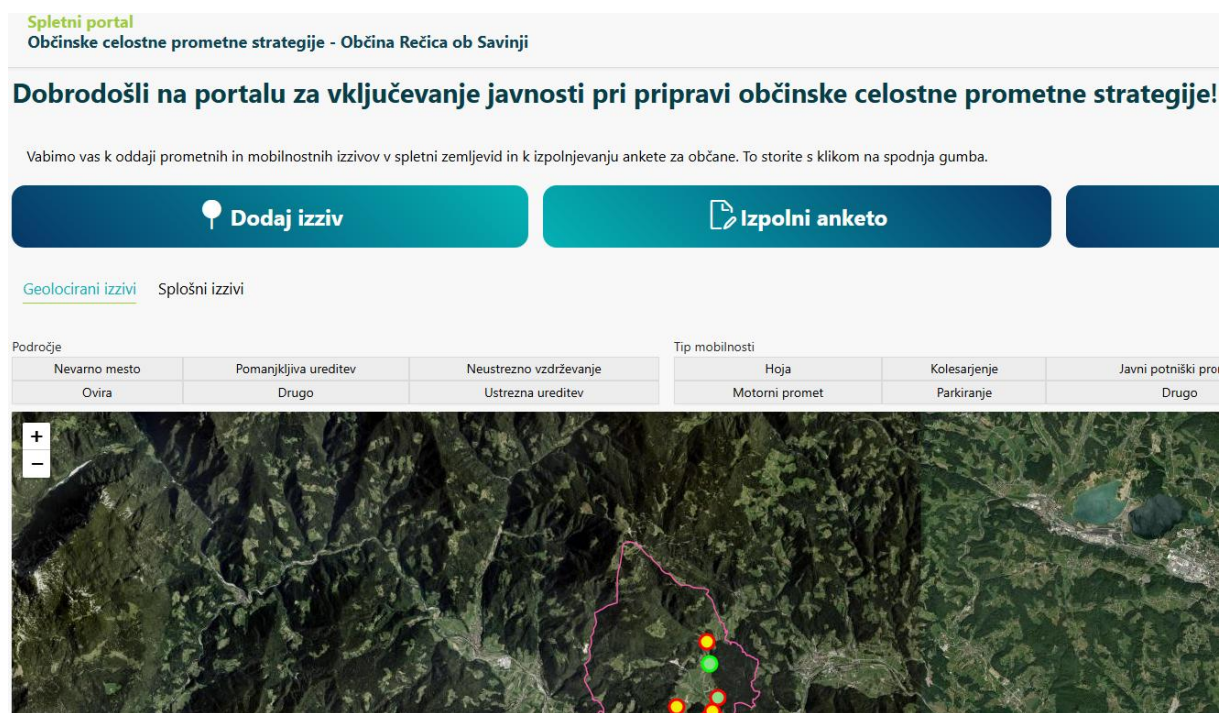 Spletni portal
Občinske celostne prometne strategije - Občina Rečica ob Savinji
Dobrodošli na portalu za vključevanje javnosti pri pripravi občinske celostne prometne strategije!
Vabimo vas k oddaji prometnih in mobilnostnih izzivov v spletni zemljevid in k izpolnjevanju ankete za občane. To storite s klikom na spodnja gumba.
Dodaj izziv
Izpolni anketo
Geolocirani izzivi Splošni izzivi
Področje
Nevarno mesto Pomanjkljiva ureditev Neustrezno vzdrževanje
Ovira Drugo Ustrezna ureditev
Tip mobilnosti
Hoja Kolesarjenje Javni potniški pro
Motorni promet Parkiranje Drugo
+
−